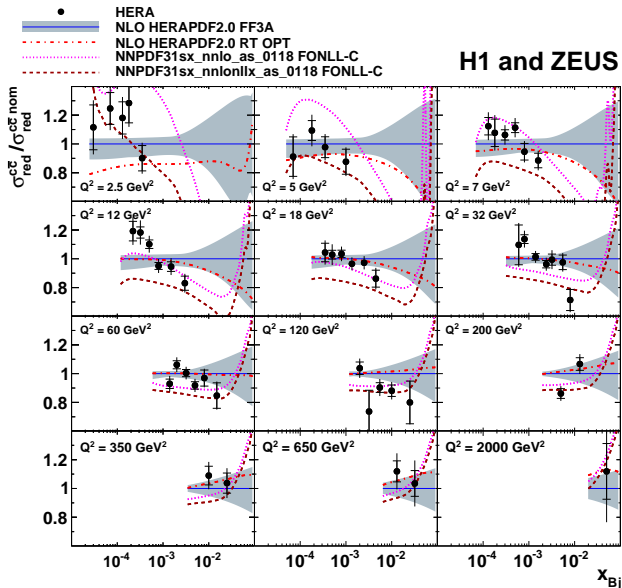 HERA
NLO HERAPDF2.0 FF3A
NLO HERAPDF2.0 RT OPT
NNPDF31sx_nnlo_as_0118 FONLL-C
NNPDF31sx_nnlonllx_as_0118 FONLL-C
H1 and ZEUS
σ_red^cc̅/σ_red^cc̅ nom
1.2
1
0.8
Q² = 2.5 GeV²
Q² = 5 GeV²
Q² = 7 GeV²
1.2
1
0.8
Q² = 12 GeV²
Q² = 18 GeV²
Q² = 32 GeV²
1.2
1
0.8
Q² = 60 GeV²
Q² = 120 GeV²
Q² = 200 GeV²
1.2
1
0.8
Q² = 350 GeV²
Q² = 650 GeV²
Q² = 2000 GeV²
10⁻⁴ 10⁻³ 10⁻² 10⁻⁴ 10⁻³ 10⁻² 10⁻⁴ 10⁻³ 10⁻²
x_Bj